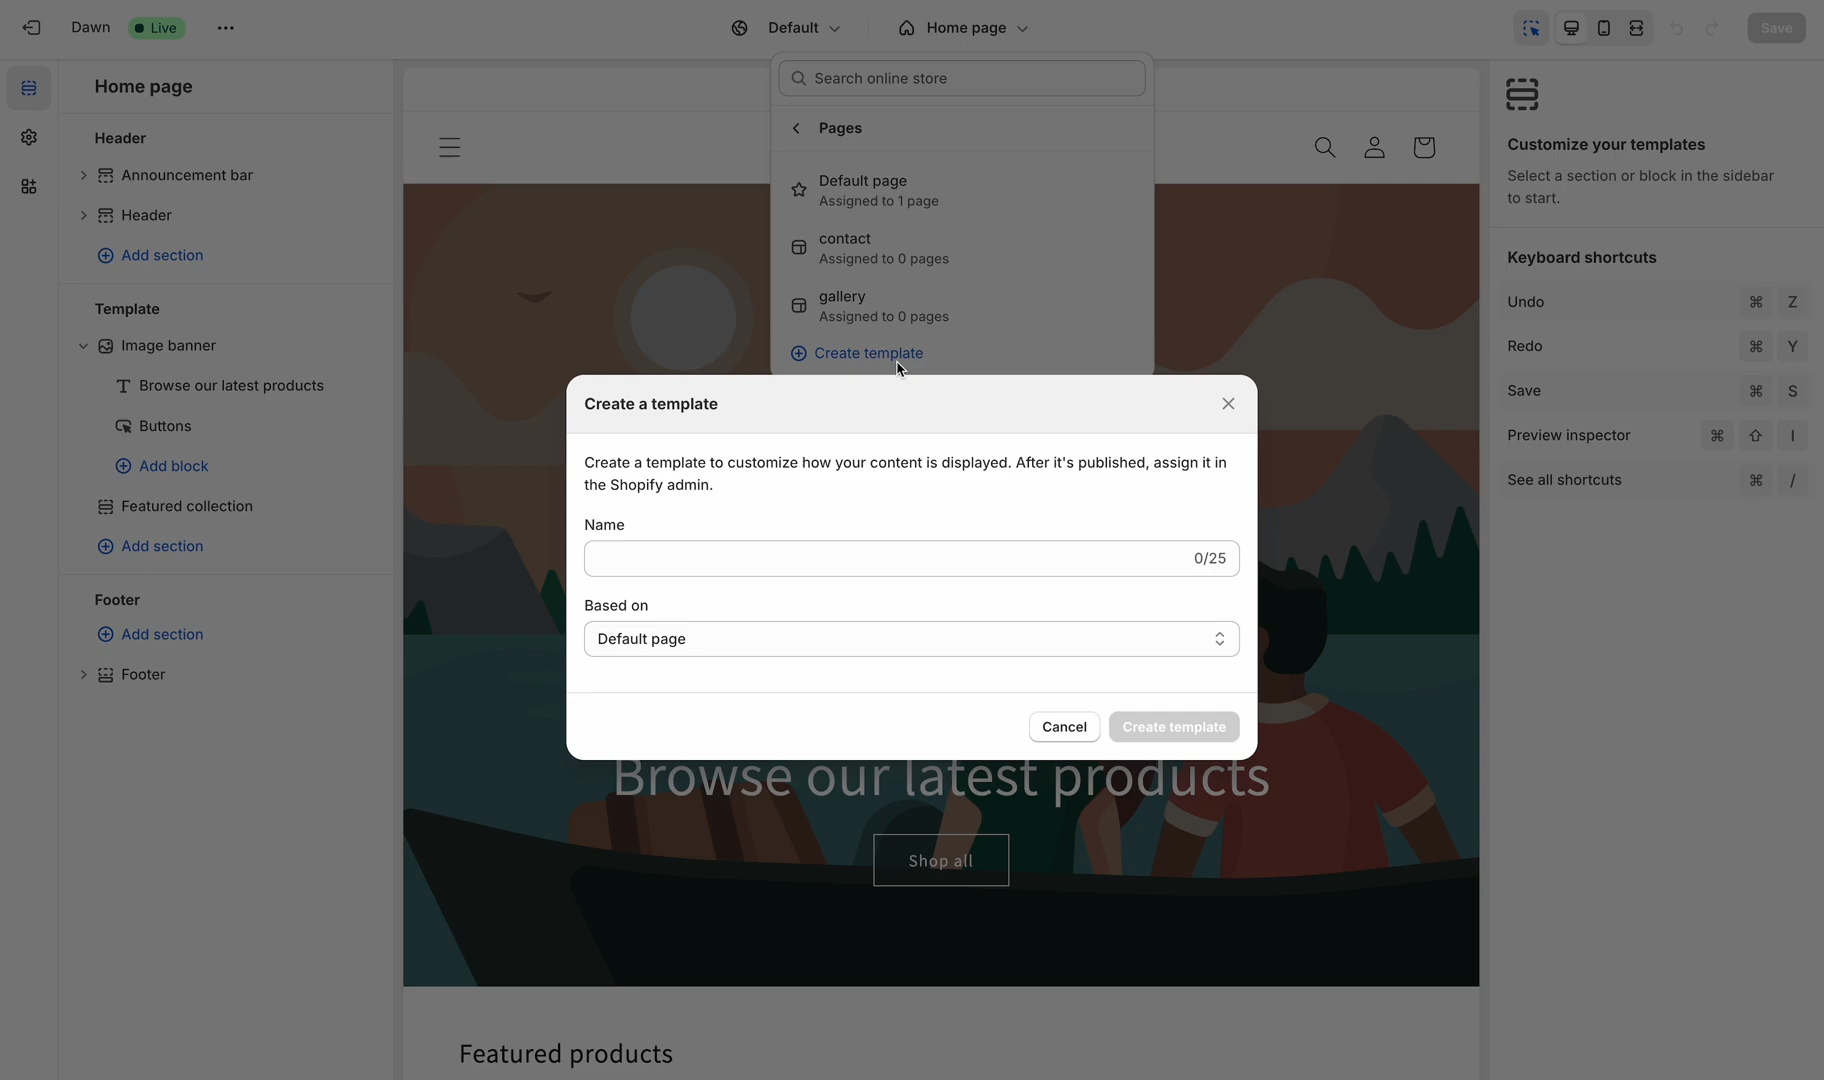 Dawn
Live
Default
Home page
Save
Home page
Header
Announcement bar
Header
Add section
Template
Image banner
Browse our latest products
Buttons
Add block
Featured collection
Add section
Footer
Add section
Footer
Search online store
Pages
Default page
Assigned to 1 page
contact
Assigned to 0 pages
gallery
Assigned to 0 pages
Create template
Create a template
Create a template to customize how your content is displayed. After it's published, assign it in
the Shopify admin.
Name
0/25
Based on
Default page
Cancel
Create template
Browse our latest products
Shop all
Featured products
Customize your templates
Select a section or block in the sidebar
to start.
Keyboard shortcuts
Undo ⌘ Z
Redo ⌘ Y
Save ⌘ S
Preview inspector ⌘ ⇧ I
See all shortcuts ⌘ /